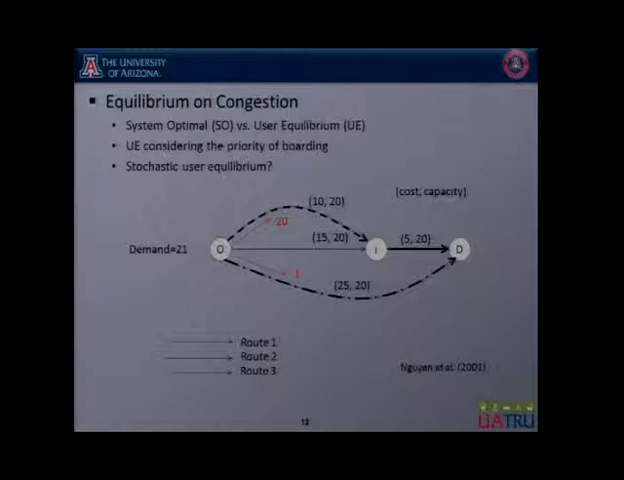 THE UNIVERSITY
OF ARIZONA.
Equilibrium on Congestion
System Optimal (SO) vs. User Equilibrium (UE)
UE considering the priority of boarding
Stochastic user equilibrium?
(cost, capacity)
(10, 20)
20
(15, 20)
(5, 20)
Demand=21
O
I
D
1
(25, 20)
Route 1
Route 2
Route 3
Nguyen et al. (2001)
12
UATRU